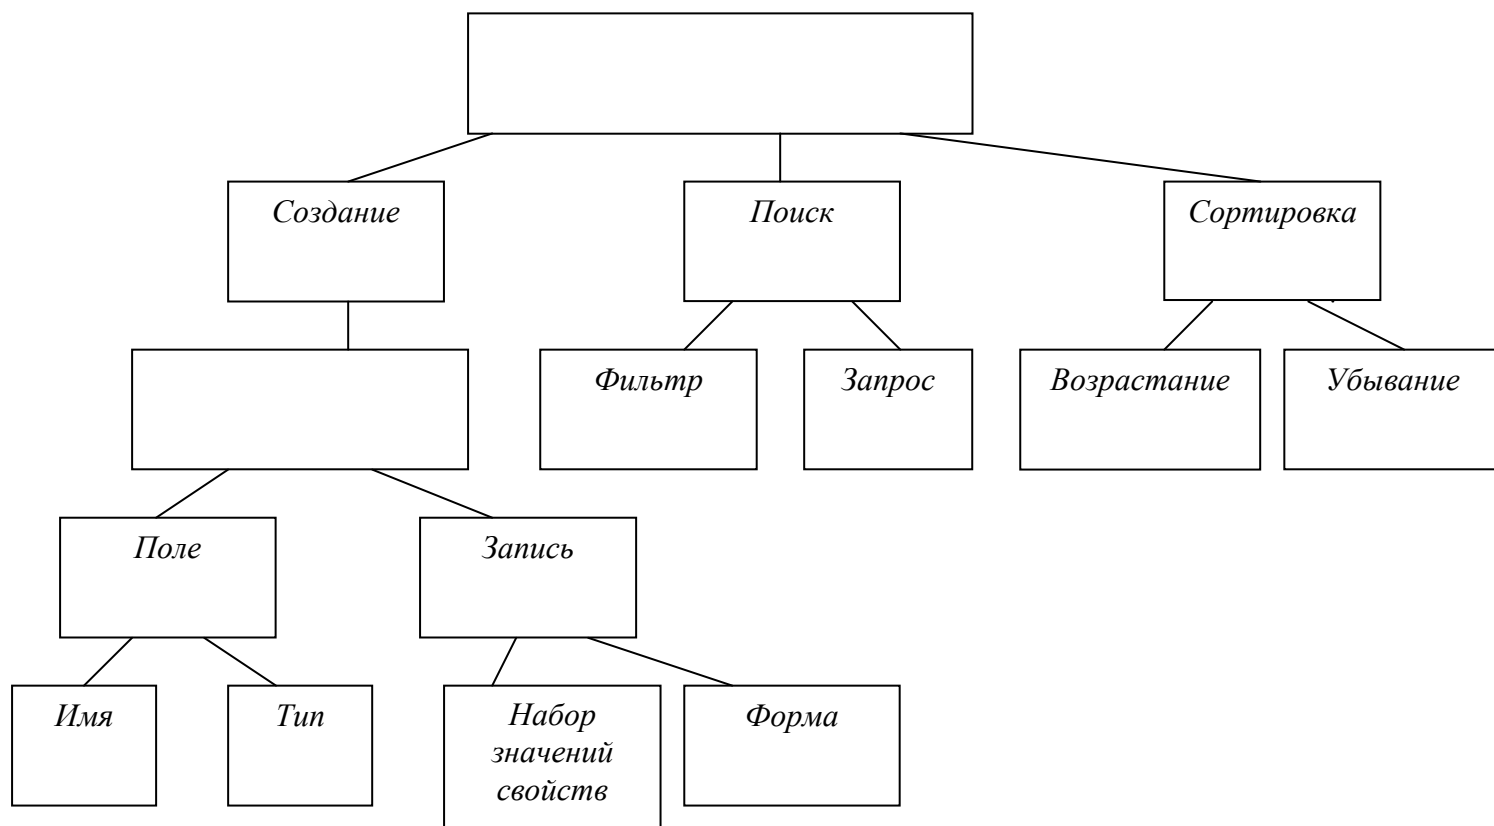 Создание
Поиск
Сортировка
Фильтр
Запрос
Возрастание
Убывание
Поле
Запись
Имя
Тип
Набор
значений
свойств
Форма